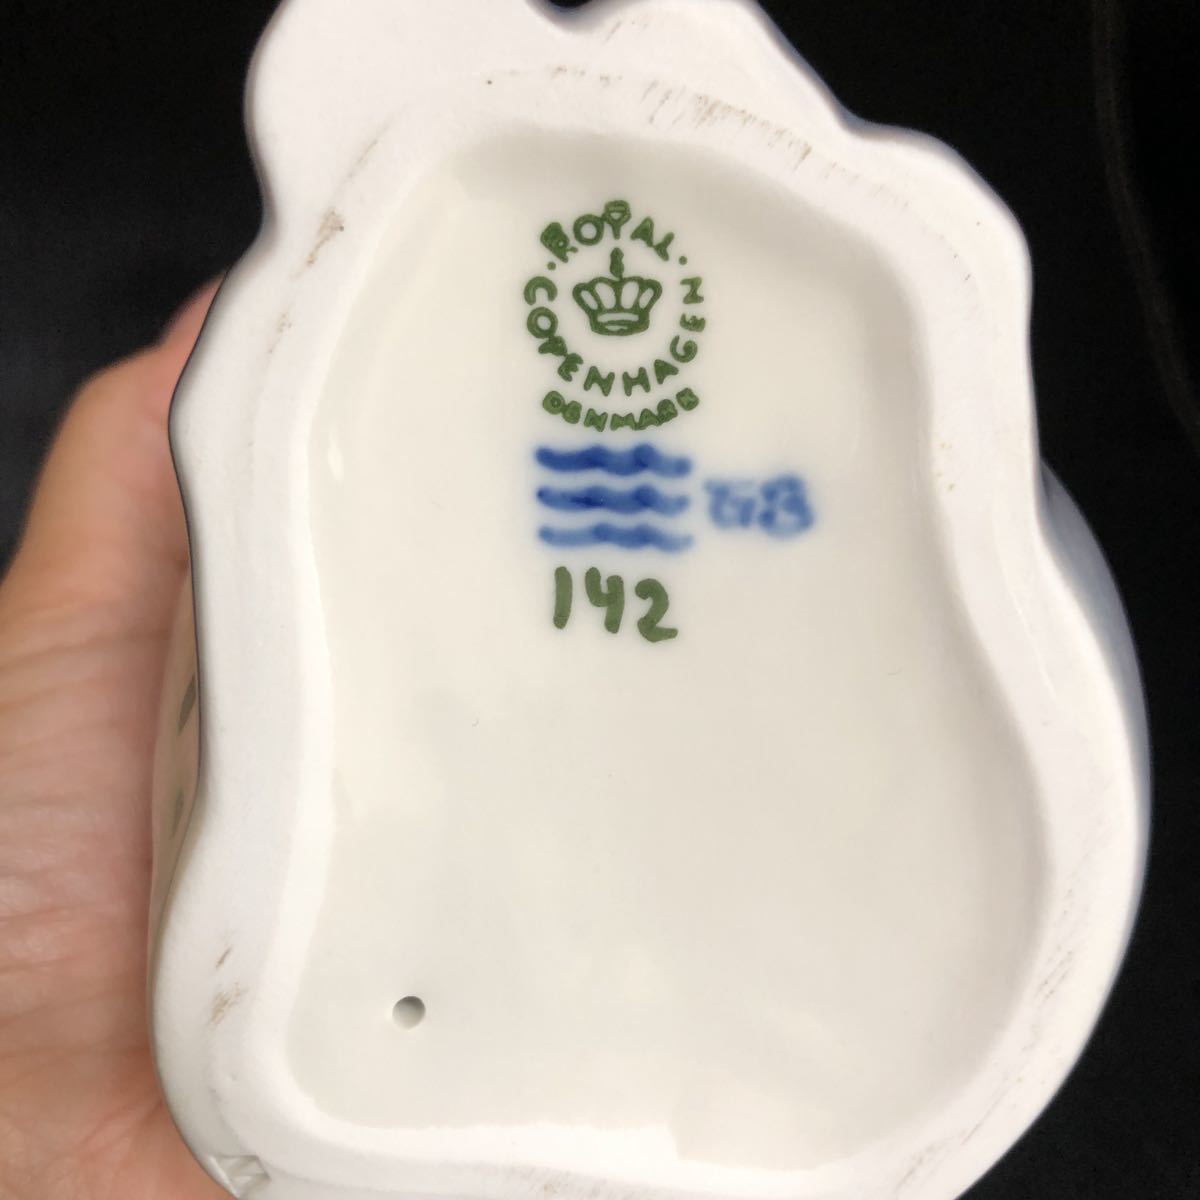 · ROYAL ·
COPENHAGEN
DENMARK
142